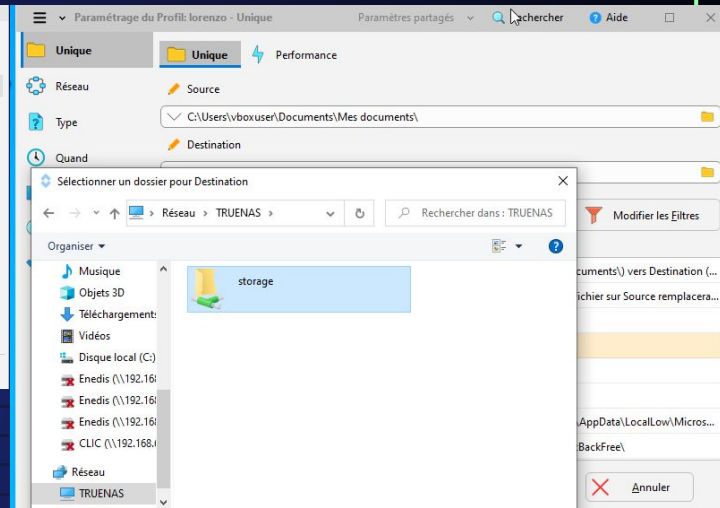 Paramétrage du Profil: lorenzo - Unique
Paramètres partagés
Rechercher
Aide
Unique
Réseau
Type
Quand
Unique
Performance
Source
C:\Users\vboxuser\Documents\Mes documents\
Destination
Modifier les Filtres
cuments\) vers Destination (...
ichier sur Source remplacera...
\AppData\LocalLow\Micros...
BackFree\
Annuler
Sélectionner un dossier pour Destination
Réseau > TRUENAS >
Rechercher dans : TRUENAS
Organiser
Musique
Objets 3D
Téléchargements
Vidéos
Disque local (C:)
Enedis (\\192.168
Enedis (\\192.168
Enedis (\\192.168
CLIC (\\192.168.
Réseau
TRUENAS
storage